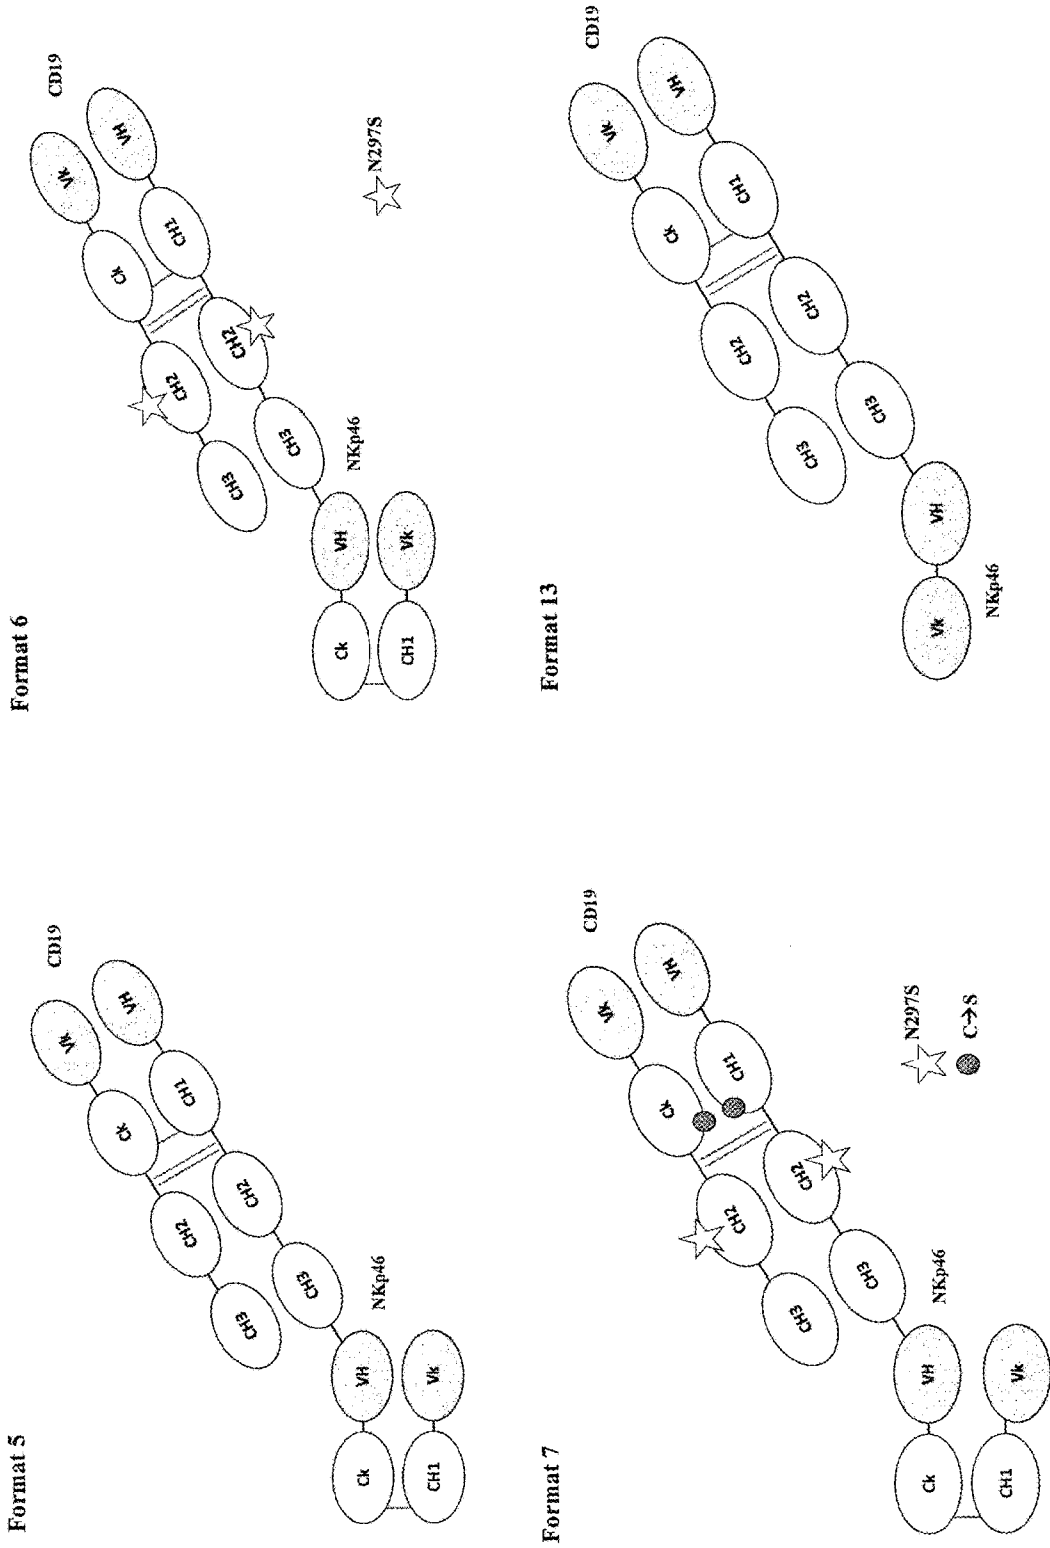 Format 5
CD19
Vk
VH
Ck
CH1
CH2
CH2
CH3
CH3
NKp46
VH
Vk
Ck
CH1
Format 6
CD19
Vk
VH
Ck
CH1
CH2
CH2
CH3
CH3
N297S
NKp46
VH
Vk
Ck
CH1
Format 7
CD19
Vk
VH
Ck
CH1
CH2
CH2
CH3
CH3
N297S
C→S
NKp46
VH
Vk
Ck
CH1
Format 13
CD19
Vk
VH
Ck
CH1
CH2
CH2
CH3
CH3
VH
Vk
NKp46